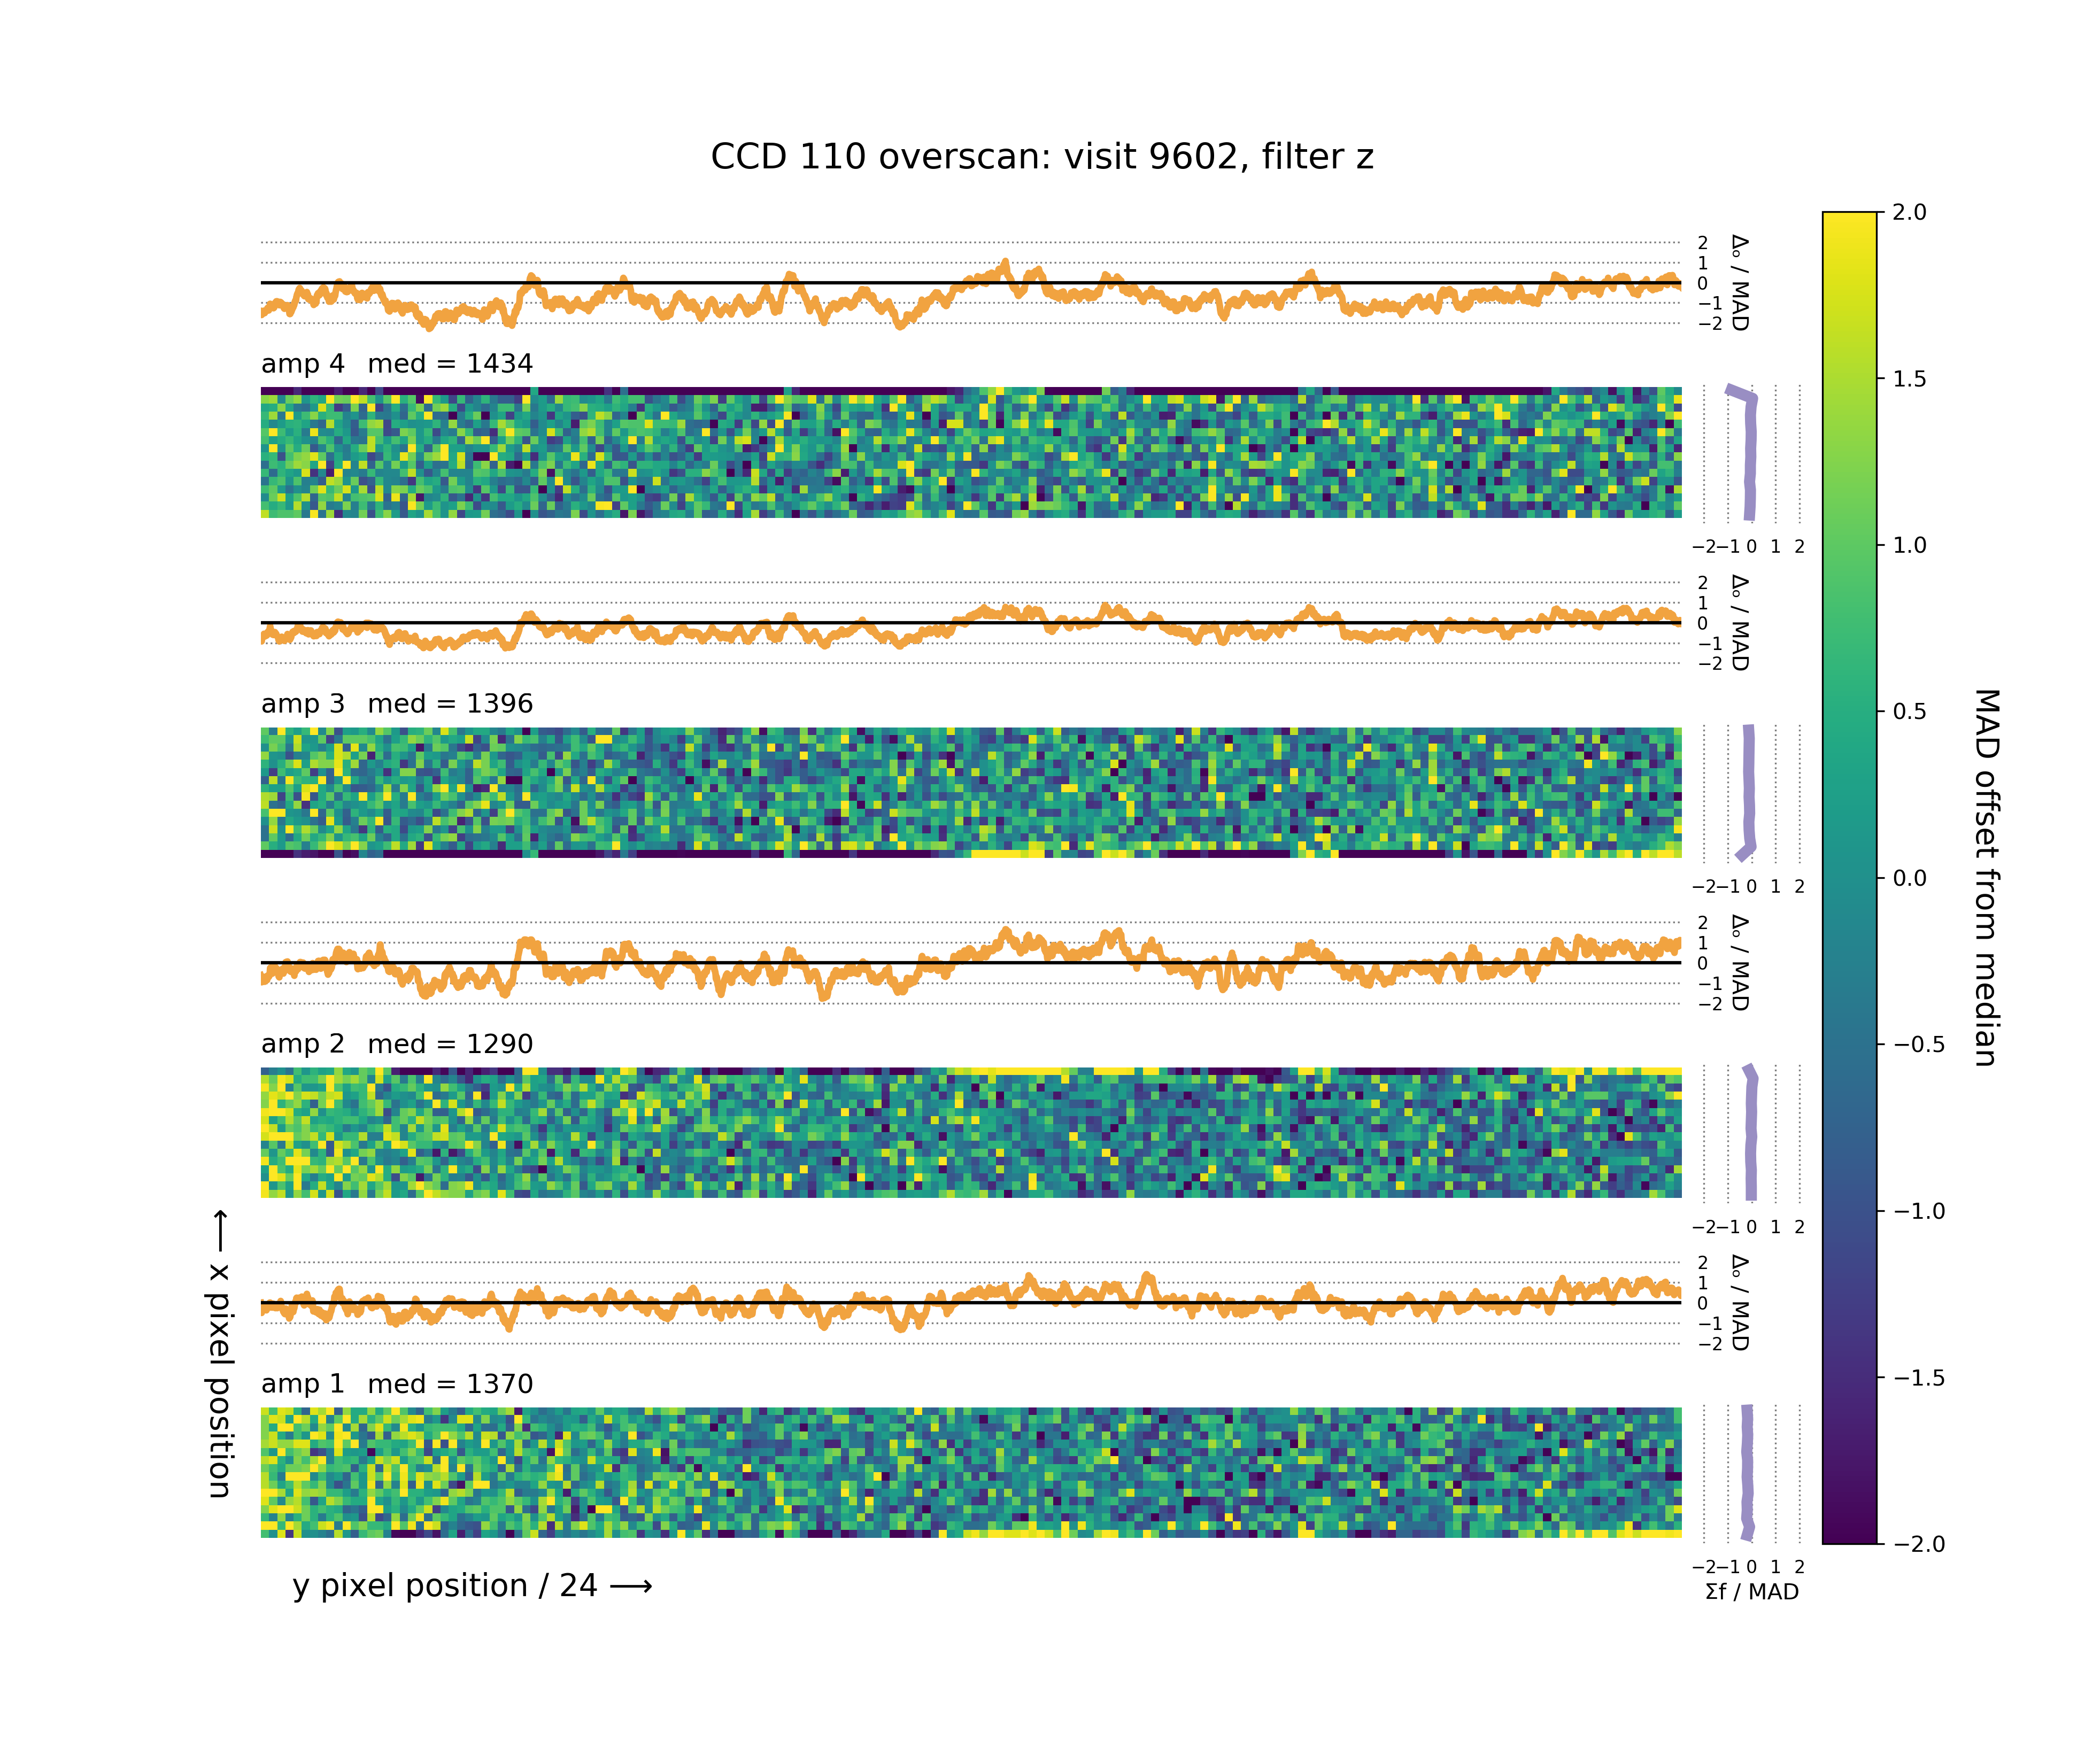 CCD 110 overscan: visit 9602, filter z
2
1
0
−1
−2
Δₒ / MAD
amp 4 med = 1434
−2 −1 0 1 2
2
1
0
−1
−2
Δₒ / MAD
amp 3 med = 1396
−2 −1 0 1 2
2
1
0
−1
−2
Δₒ / MAD
amp 2 med = 1290
−2 −1 0 1 2
2
1
0
−1
−2
Δₒ / MAD
amp 1 med = 1370
−2 −1 0 1 2
Σf / MAD
y pixel position / 24 ⟶
⟵ x pixel position
2.0
1.5
1.0
0.5
0.0
−0.5
−1.0
−1.5
−2.0
MAD offset from median